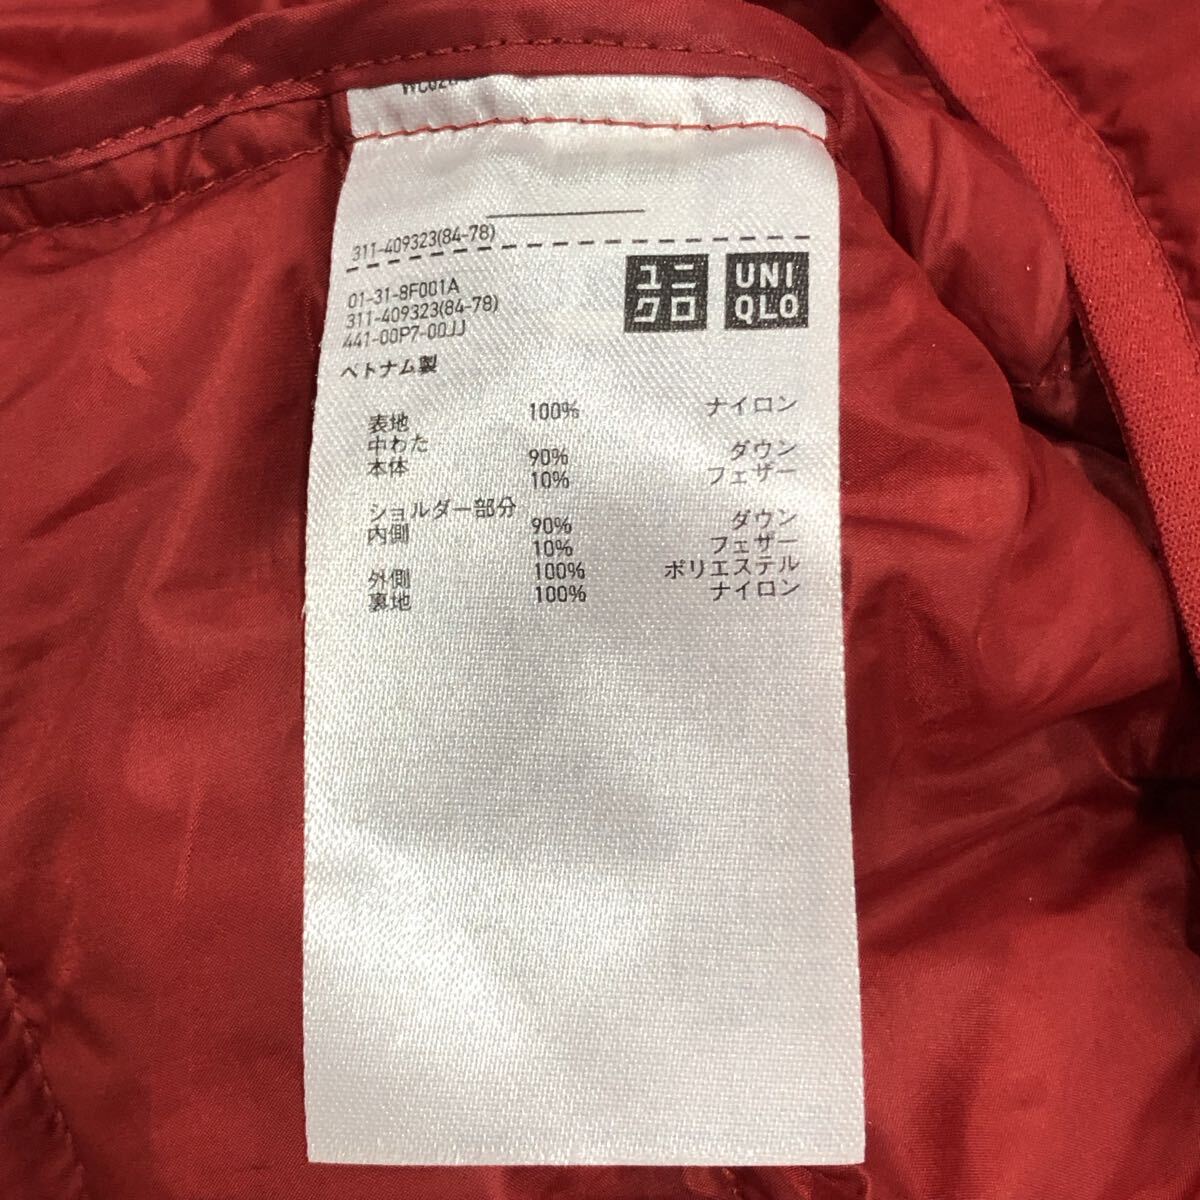 311-409323(84-78)
01-31-8F001A
311-409323(84-78)
441-00P7-00JJ
ベトナム製
ユニ
クロ
UNI
QLO
表地 100% ナイロン
中わた
本体 90% ダウン
10% フェザー
ショルダー部分
内側 90% ダウン
10% フェザー
外側 100% ポリエステル
裏地 100% ナイロン